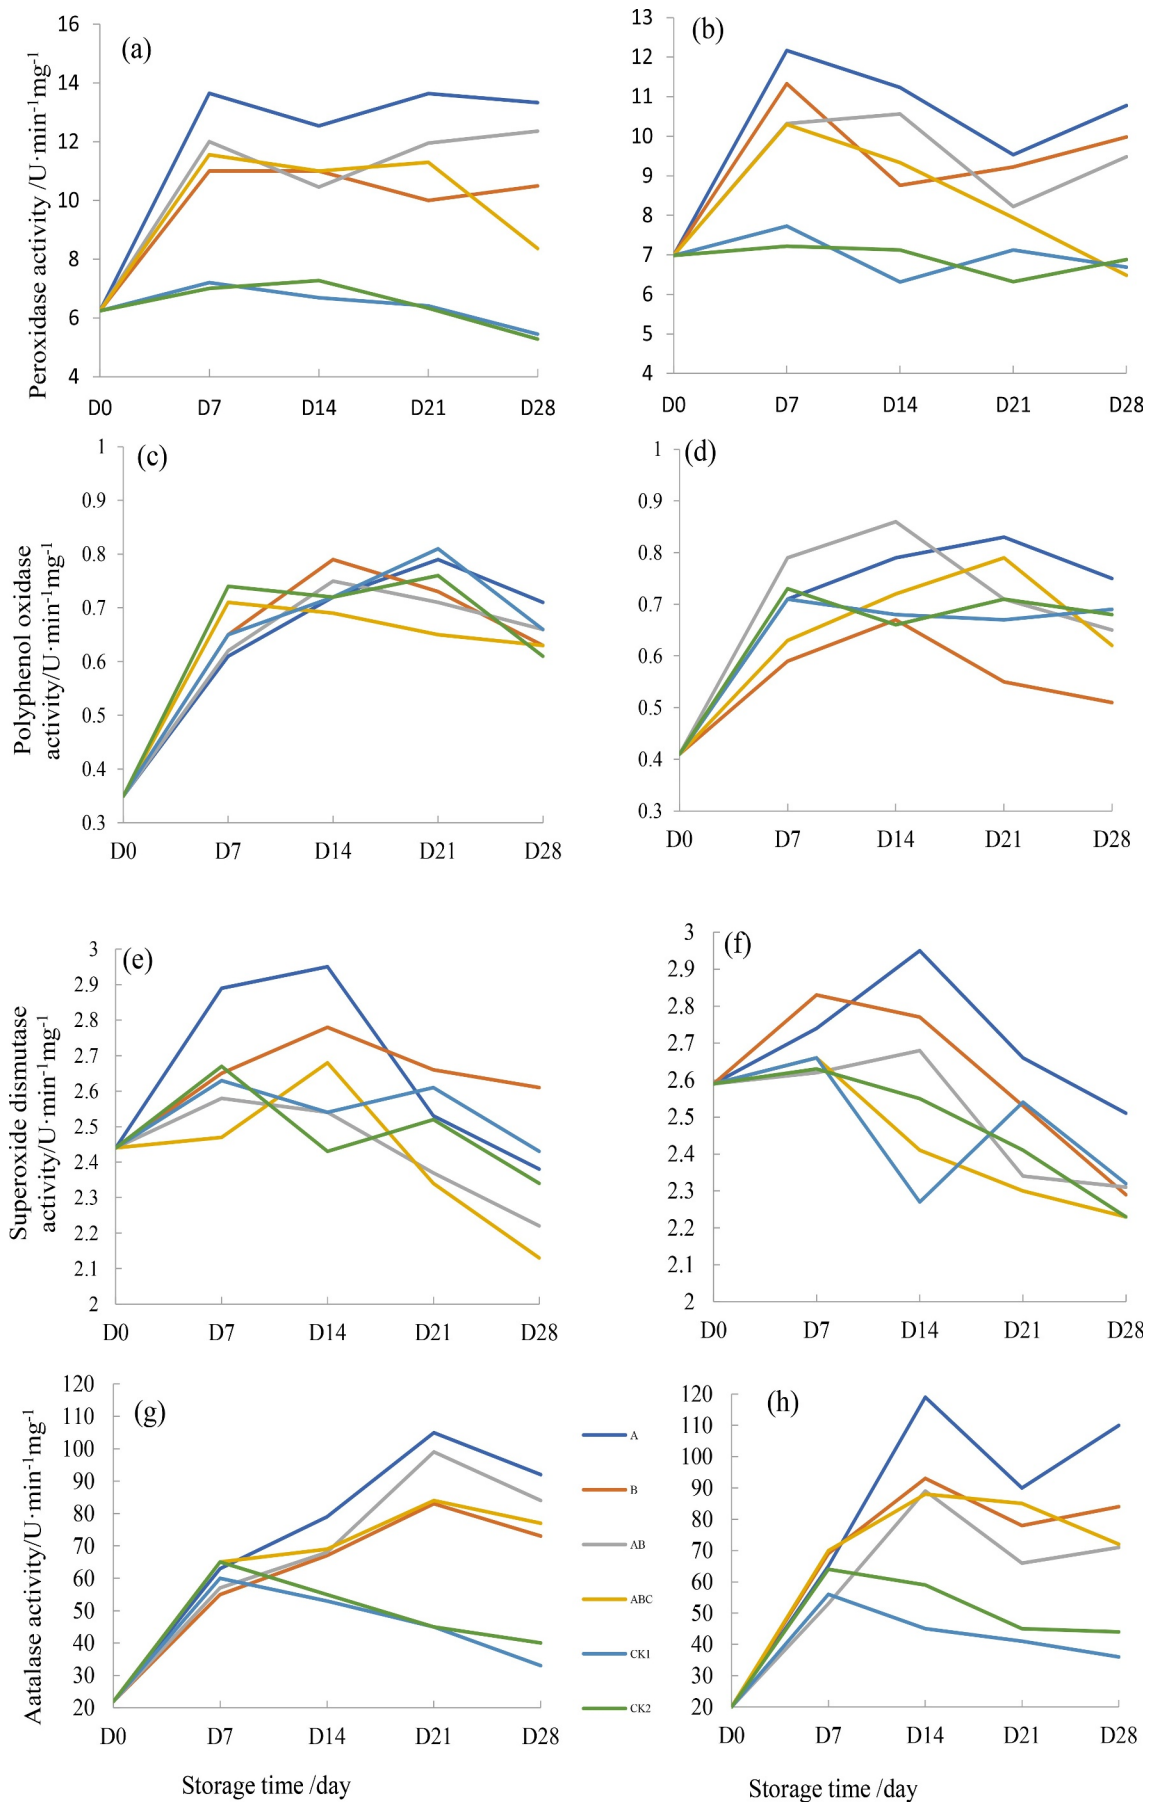 (a)
Peroxidase activity /U·min⁻¹mg⁻¹
16
14
12
10
8
6
4
D0 D7 D14 D21 D28
(b)
13
12
11
10
9
8
7
6
5
4
D0 D7 D14 D21 D28
(c)
Polyphenol oxidase
activity/U·min⁻¹mg⁻¹
1
0.9
0.8
0.7
0.6
0.5
0.4
0.3
D0 D7 D14 D21 D28
(d)
1
0.9
0.8
0.7
0.6
0.5
0.4
0.3
D0 D7 D14 D21 D28
(e)
Superoxide dismutase
activity/U·min⁻¹mg⁻¹
3
2.9
2.8
2.7
2.6
2.5
2.4
2.3
2.2
2.1
2
D0 D7 D14 D21 D28
(f)
3
2.9
2.8
2.7
2.6
2.5
2.4
2.3
2.2
2.1
2
D0 D7 D14 D21 D28
(g)
Aatalase activity/U·min⁻¹mg⁻¹
120
110
100
90
80
70
60
50
40
30
20
D0 D7 D14 D21 D28
Storage time /day
A
B
AB
ABC
CK1
CK2
(h)
120
110
100
90
80
70
60
50
40
30
20
D0 D7 D14 D21 D28
Storage time /day